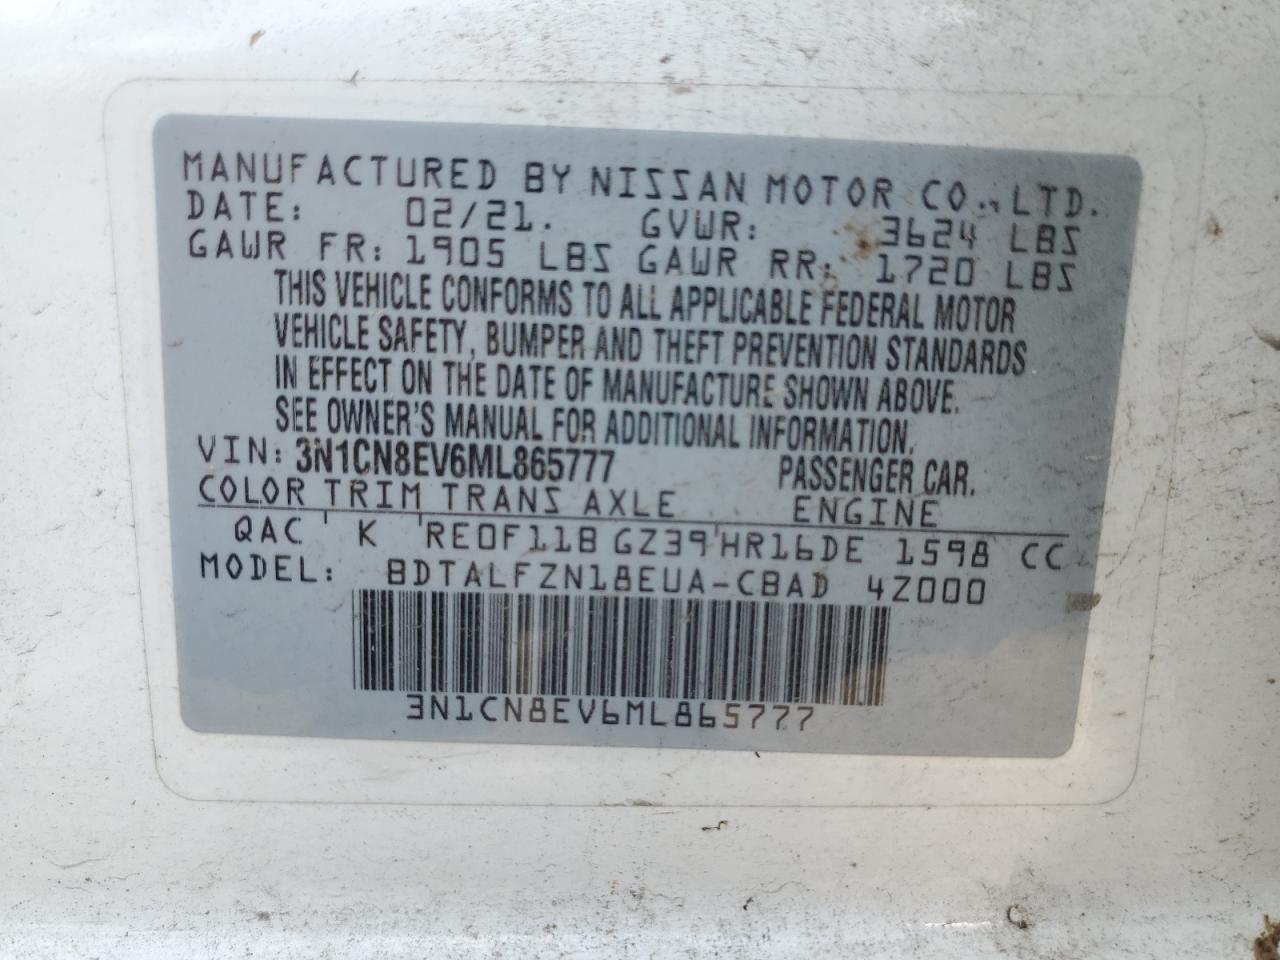 MANUFACTURED BY NISSAN MOTOR CO., LTD.
DATE: 02/21. GVWR: 3624 LBS
GAWR FR: 1905 LBS GAWR RR: 1720 LBS
THIS VEHICLE CONFORMS TO ALL APPLICABLE FEDERAL MOTOR
VEHICLE SAFETY, BUMPER AND THEFT PREVENTION STANDARDS
IN EFFECT ON THE DATE OF MANUFACTURE SHOWN ABOVE.
SEE OWNER'S MANUAL FOR ADDITIONAL INFORMATION.
VIN: 3N1CN8EV6ML865777 PASSENGER CAR.
COLOR TRIM TRANS AXLE ENGINE
QAC K RE0F11B GZ39 HR16DE 1598 CC
MODEL: BDTALFZN18EUA-CBAD 4Z000
3N1CN8EV6ML865777